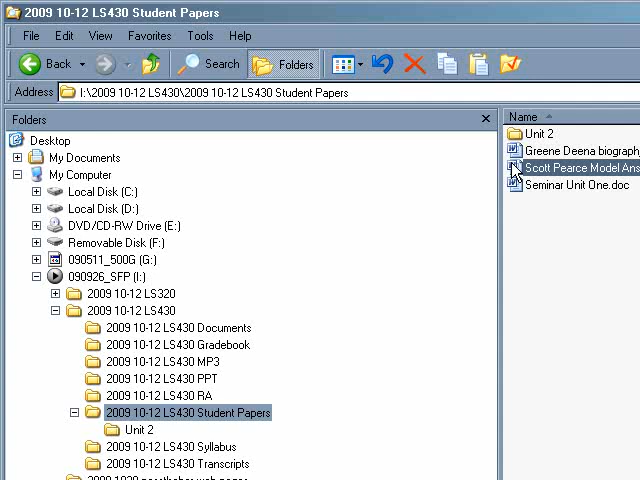 2009 10-12 LS430 Student Papers
File Edit View Favorites Tools Help
Back Search Folders
Address I:\2009 10-12 LS430\2009 10-12 LS430 Student Papers
Folders
Desktop
My Documents
My Computer
Local Disk (C:)
Local Disk (D:)
DVD/CD-RW Drive (E:)
Removable Disk (F:)
090511_500G (G:)
090926_SFP (I:)
2009 10-12 LS320
2009 10-12 LS430
2009 10-12 LS430 Documents
2009 10-12 LS430 Gradebook
2009 10-12 LS430 MP3
2009 10-12 LS430 PPT
2009 10-12 LS430 RA
2009 10-12 LS430 Student Papers
Unit 2
2009 10-12 LS430 Syllabus
2009 10-12 LS430 Transcripts
Name
Unit 2
Greene Deena biograph
Scott Pearce Model Ans
Seminar Unit One.doc